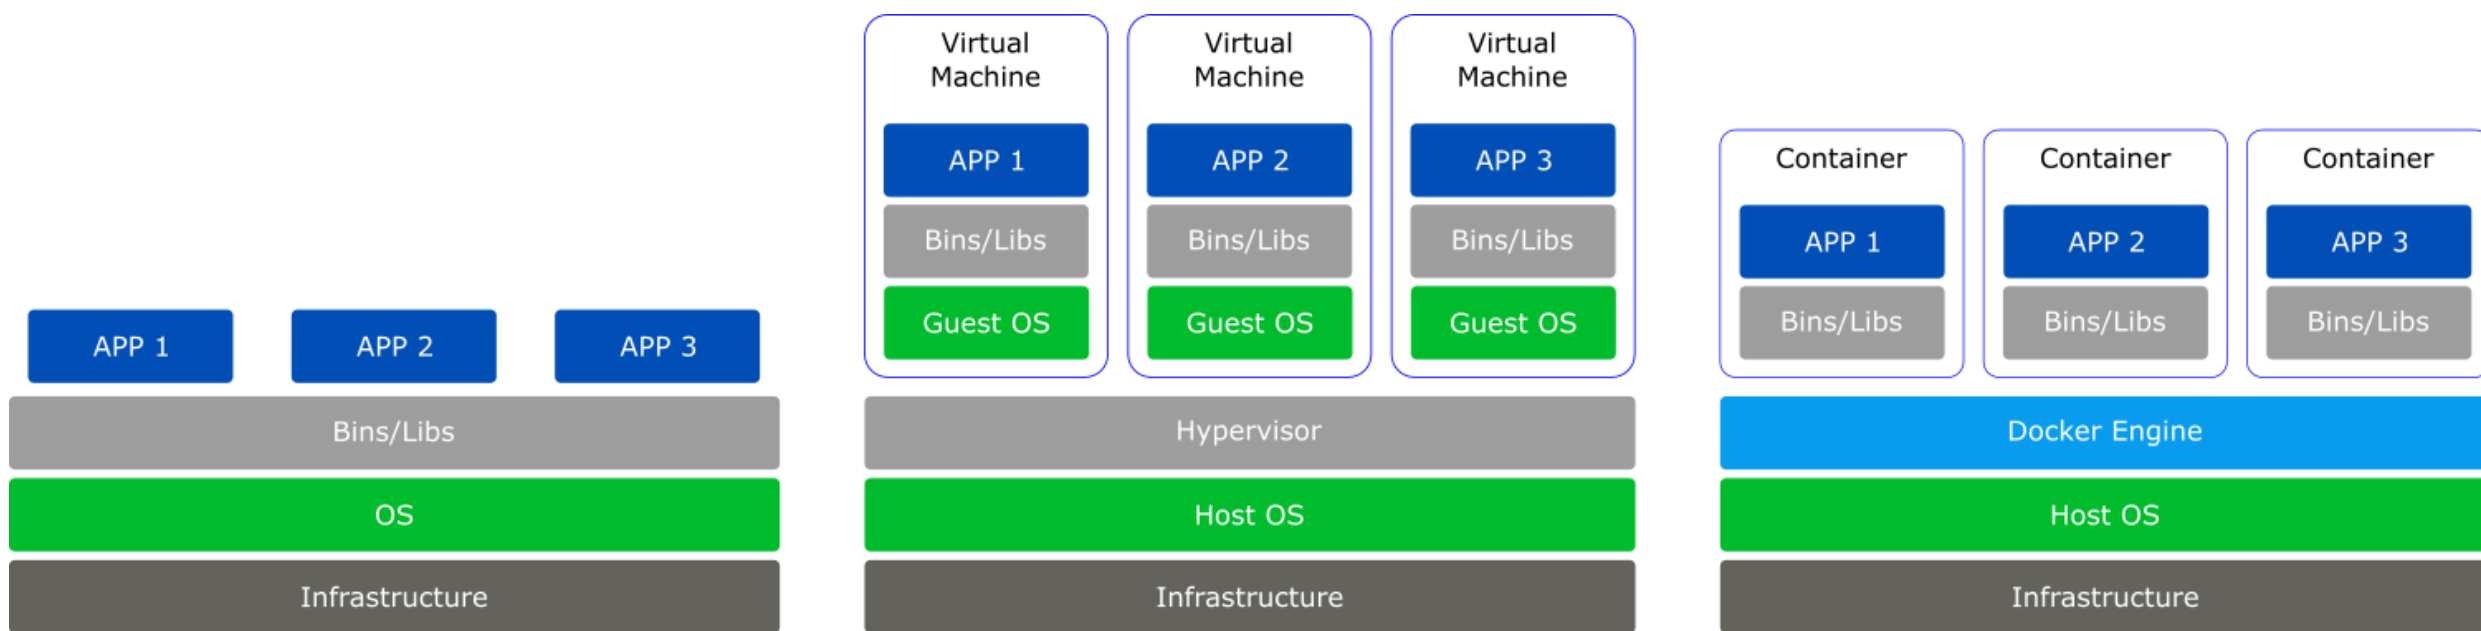 APP 1
APP 2
APP 3
Bins/Libs
OS
Infrastructure
Virtual
Machine
APP 1
Bins/Libs
Guest OS
Virtual
Machine
APP 2
Bins/Libs
Guest OS
Virtual
Machine
APP 3
Bins/Libs
Guest OS
Hypervisor
Host OS
Infrastructure
Container
APP 1
Bins/Libs
Container
APP 2
Bins/Libs
Container
APP 3
Bins/Libs
Docker Engine
Host OS
Infrastructure